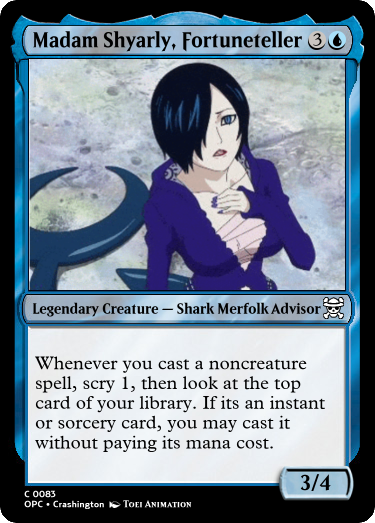 Madam Shyarly, Fortuneteller 3
Legendary Creature — Shark Merfolk Advisor
Whenever you cast a noncreature
spell, scry 1, then look at the top
card of your library. If its an instant
or sorcery card, you may cast it
without paying its mana cost.
3/4
C 0083
OPC • Crashington Toei Animation